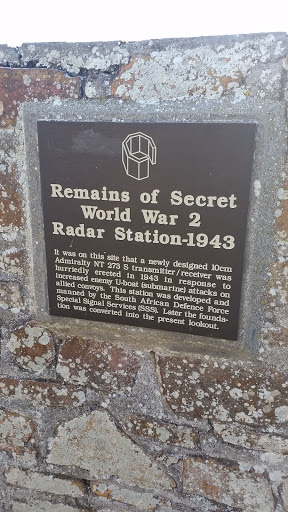 Remains of Secret
World War 2
Radar Station-1943
It was on this site that a newly designed 10cm
Admiralty NT 273 S transmitter/receiver was
hurriedly erected in 1943 in response to
increased enemy U-boat (submarine) attacks on
allied convoys. This station was developed and
manned by the South African Defence Force
Special Signal Services (SSS). Later the founda-
tion was converted into the present lookout.